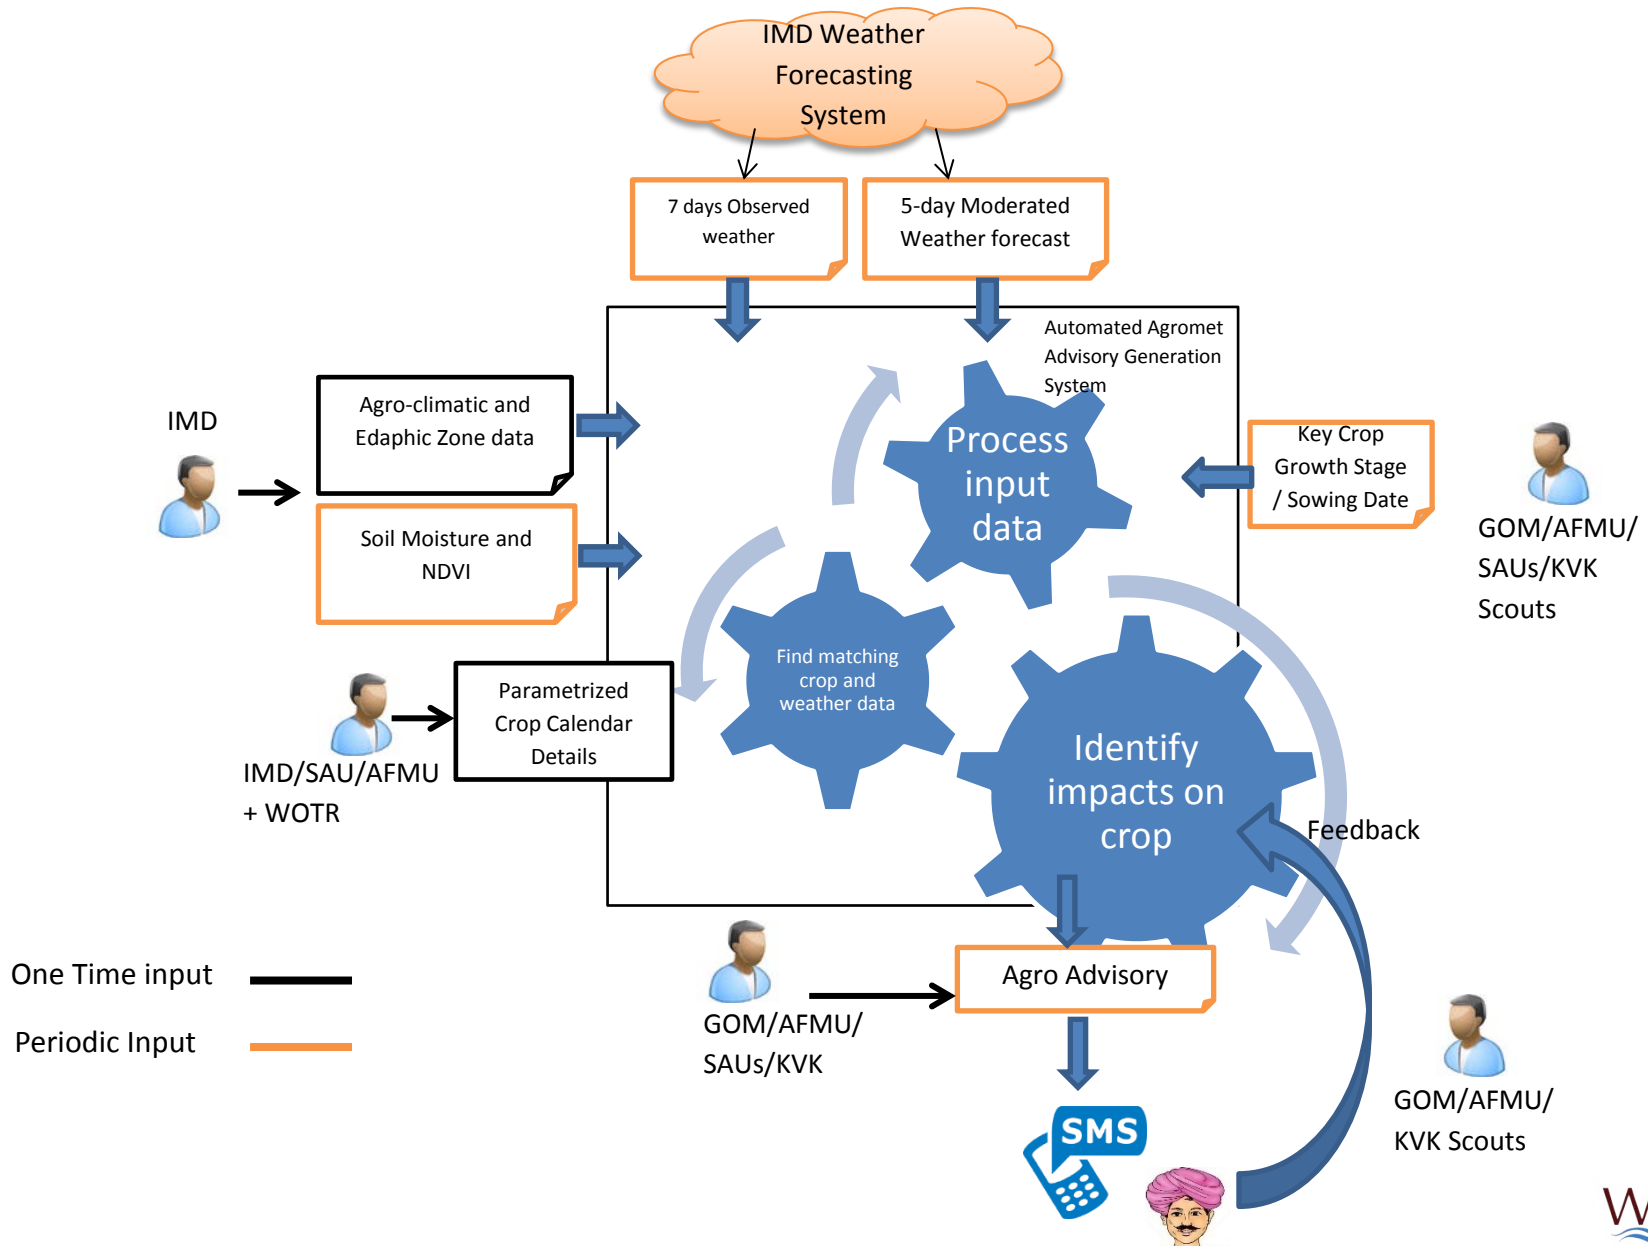 IMD Weather
Forecasting
System
7 days Observed
weather
5-day Moderated
Weather forecast
Automated Agromet
Advisory Generation
System
IMD
Agro-climatic and
Edaphic Zone data
Soil Moisture and
NDVI
Process
input
data
Key Crop
Growth Stage
/ Sowing Date
GOM/AFMU/
SAUs/KVK
Scouts
Find matching
crop and
weather data
Parametrized
Crop Calendar
Details
IMD/SAU/AFMU
+ WOTR
Identify
impacts on
crop
Feedback
One Time input
Periodic Input
GOM/AFMU/
SAUs/KVK
Agro Advisory
SMS
GOM/AFMU/
KVK Scouts